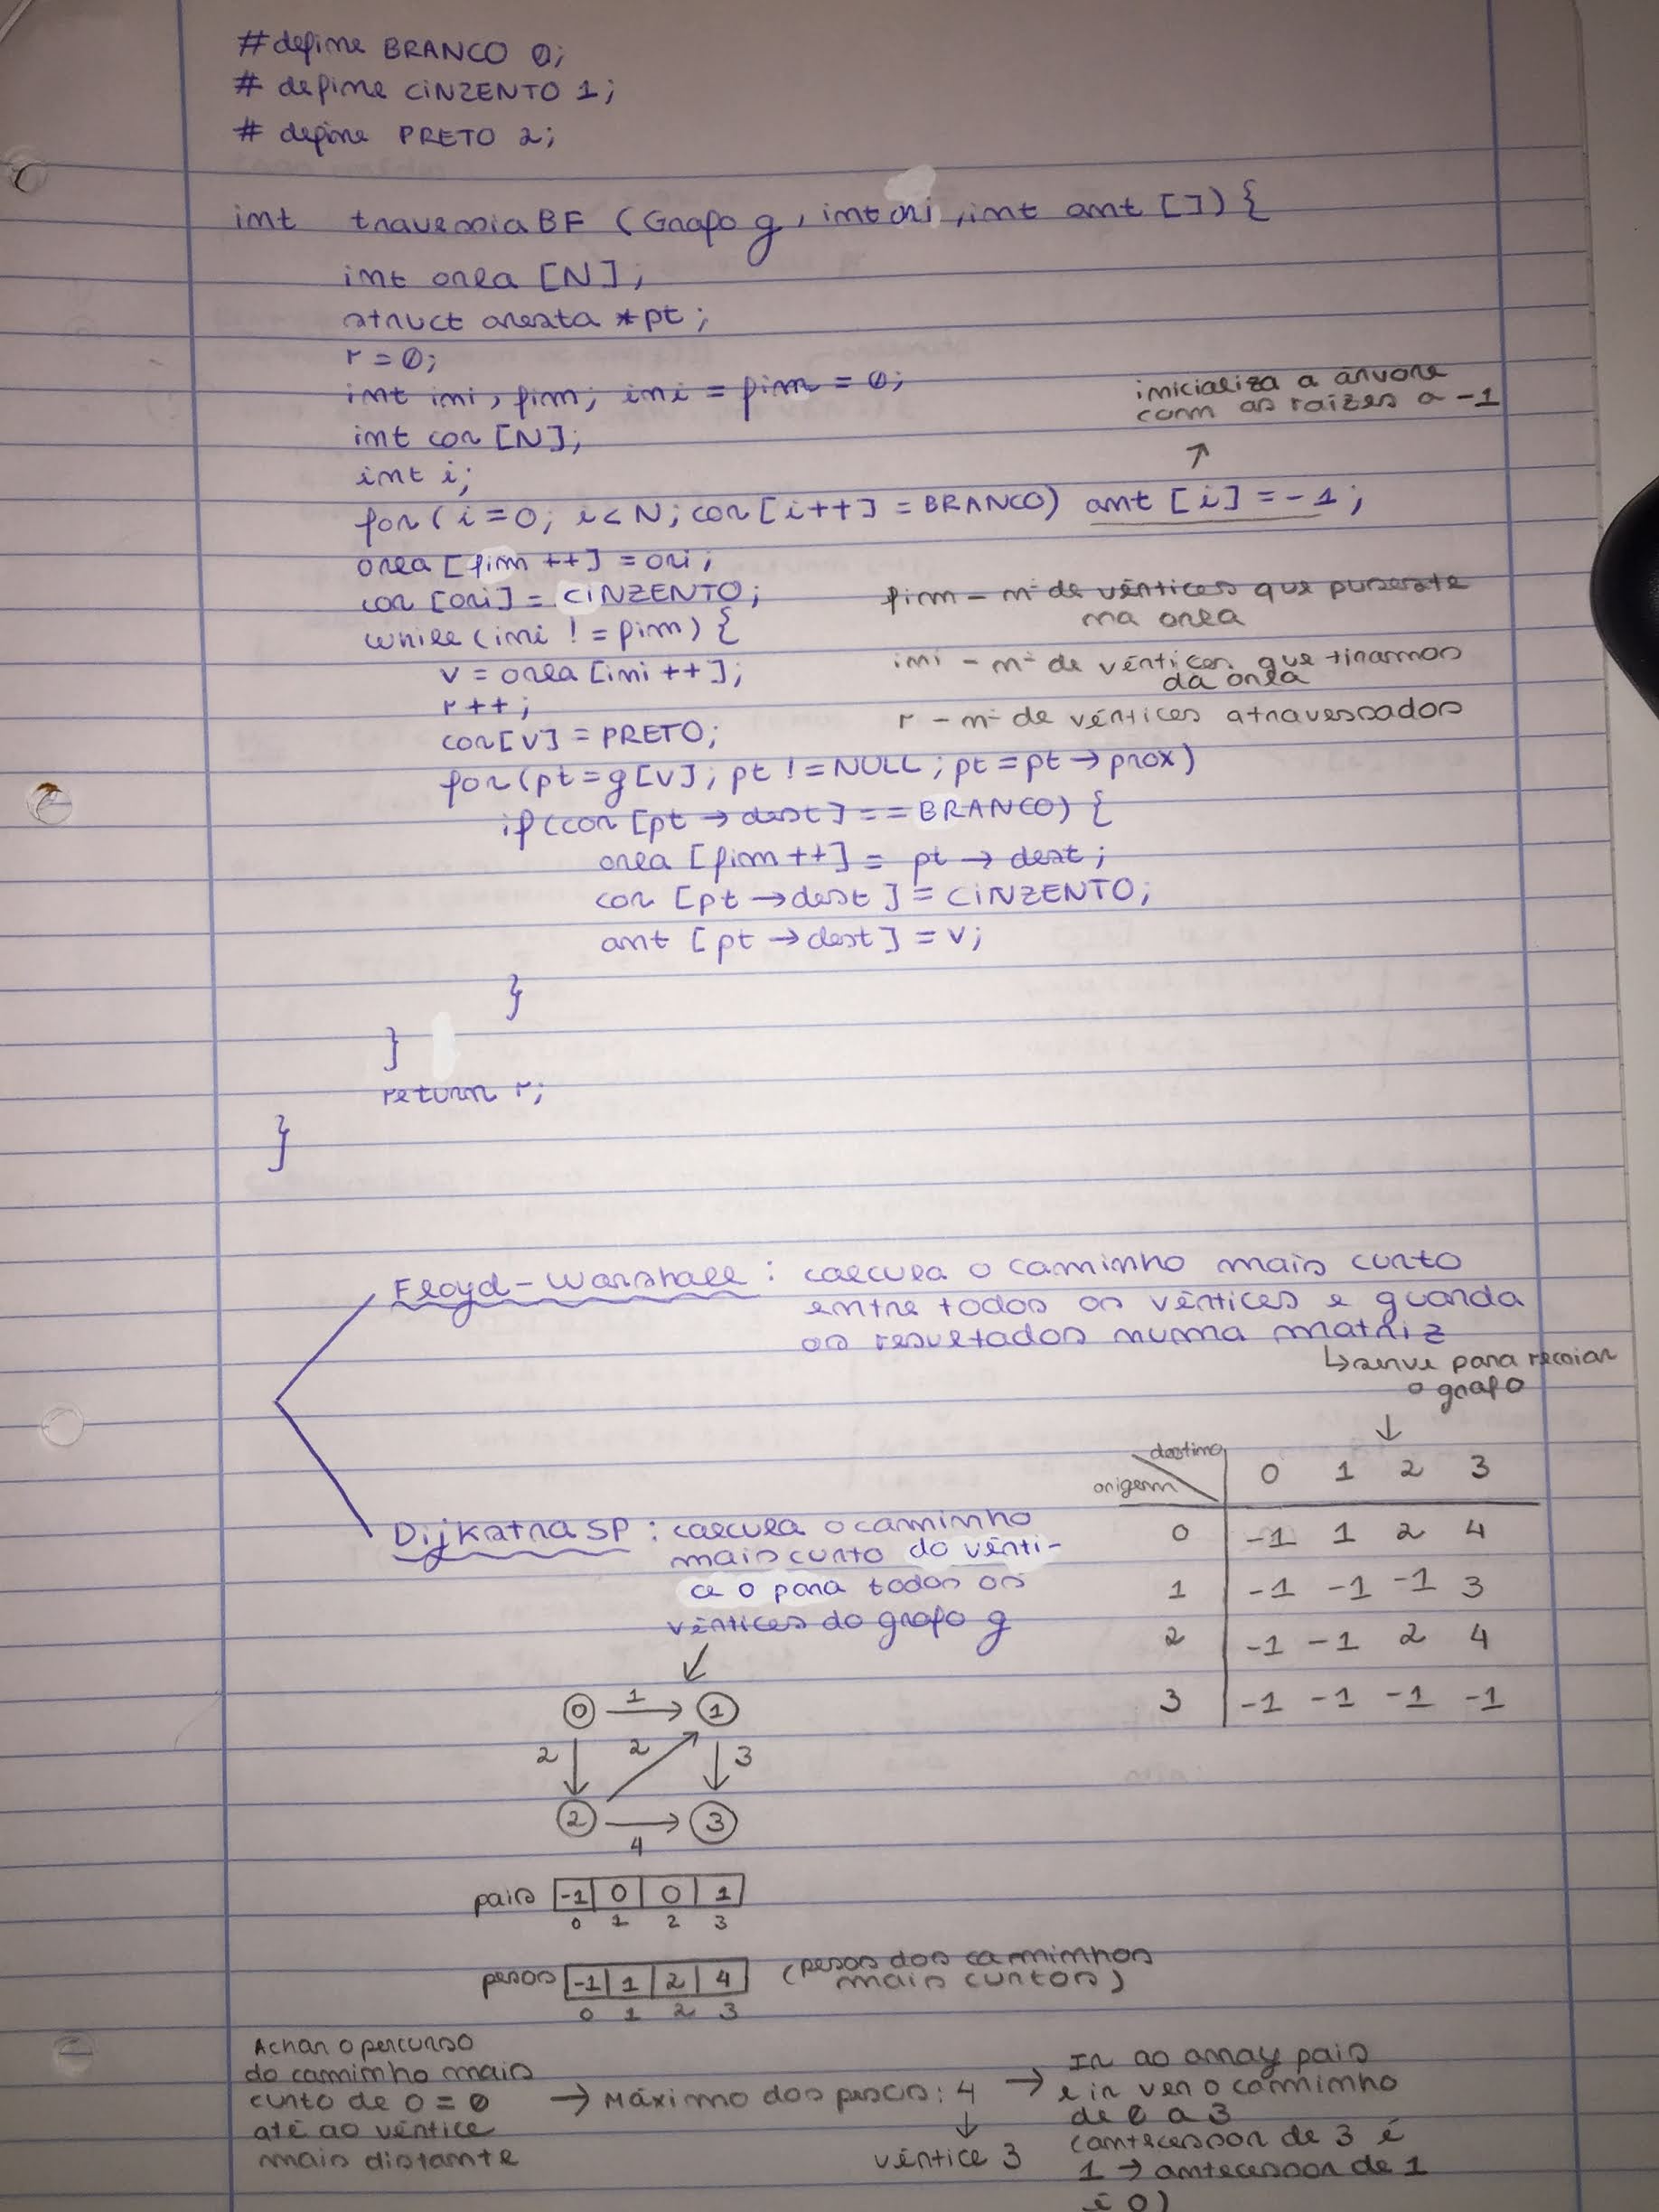 #define BRANCO 0;
# define CINZENTO 1;
# define PRETO 2;
int travessiaBF (Grafo g, int ori, int ant []) {
int orla [N];
struct aresta *pt;
r = 0;
int ini, fim; ini = fim = 0;
int cor [N];
int i;
for (i=0; i<N; cor [i++] = BRANCO) ant [i] = -1;
inicializa a árvore
com as raízes a -1
↑
orla [fim ++] = ori;
cor [ori] = CINZENTO;
while (ini != fim) {
v = orla [ini ++];
r ++;
cor[v] = PRETO;
fim - nº de vértices que puseste
na orla
ini - nº de vértices que tiramos
da orla
r - nº de vértices atravessados
for (pt = g[v]; pt != NULL; pt = pt → prox)
if (cor [pt → dest] == BRANCO) {
orla [fim ++] = pt → dest;
cor [pt → dest] = CINZENTO;
ant [pt → dest] = v;
}
}
return r;
}
Floyd-Warshall : calcula o caminho mais curto
entre todos os vértices e guarda
os resultados numa matriz
↳ serve para recriar
o grafo
↓
destino
origem 0 1 2 3
0 -1 1 2 4
1 -1 -1 -1 3
2 -1 -1 2 4
3 -1 -1 -1 -1
Dijkstra SP : calcula o caminho
mais curto do vérti-
ce o para todos os
vértices do grafo g
↙
0 1 → 1
2 2 3
2 → 3
4
pais -1 0 0 1
0 1 2 3
pesos -1 1 2 4 (pesos dos caminhos
mais curtos)
0 1 2 3
Achar o percurso
do caminho mais
curto de o = 0
até ao vértice
mais distante
→ Máximo dos pesos: 4
↓
vértice 3
→ Ir ao array pais
e ir ver o caminho
de 0 a 3
(antecessor de 3 é
1 → antecessor de 1
é 0)